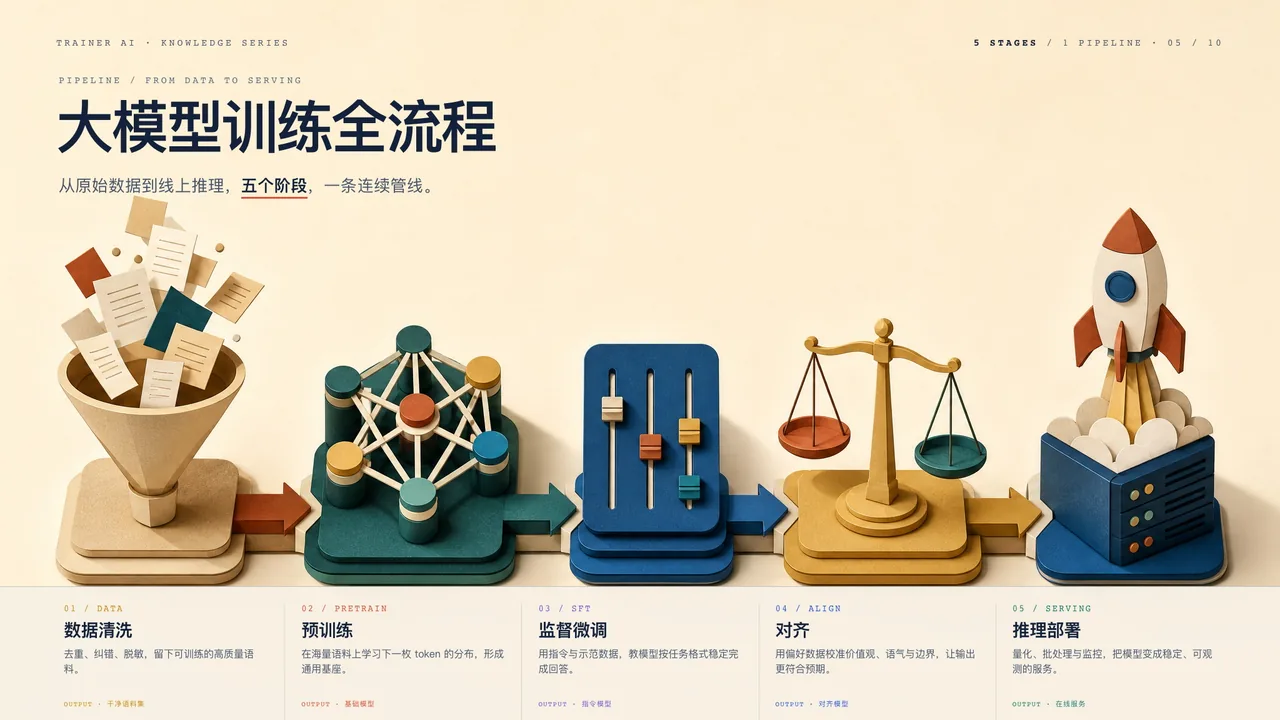 TRAINER AI · KNOWLEDGE SERIES
5 STAGES / 1 PIPELINE · 05 / 10
PIPELINE / FROM DATA TO SERVING
大模型训练全流程
从原始数据到线上推理，五个阶段，一条连续管线。
01 / DATA
数据清洗
去重、纠错、脱敏，留下可训练的高质量语
料。
OUTPUT · 干净语料集
02 / PRETRAIN
预训练
在海量语料上学习下一枚 token 的分布，形成
通用基座。
OUTPUT · 基础模型
03 / SFT
监督微调
用指令与示范数据，教模型按任务格式稳定完
成回答。
OUTPUT · 指令模型
04 / ALIGN
对齐
用偏好数据校准价值观、语气与边界，让输出
更符合预期。
OUTPUT · 对齐模型
05 / SERVING
推理部署
量化、批处理与监控，把模型变成稳定、可观
测的服务。
OUTPUT · 在线服务